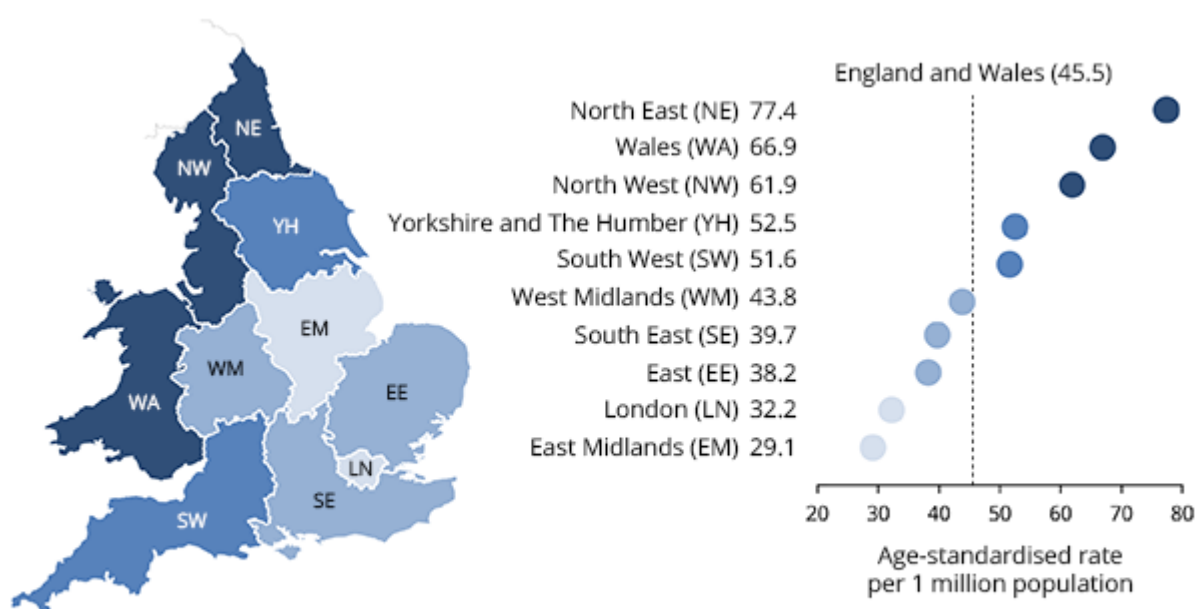 NE
NW
YH
EM
WM
EE
WA
LN
SE
SW
England and Wales (45.5)
North East (NE) 77.4
Wales (WA) 66.9
North West (NW) 61.9
Yorkshire and The Humber (YH) 52.5
South West (SW) 51.6
West Midlands (WM) 43.8
South East (SE) 39.7
East (EE) 38.2
London (LN) 32.2
East Midlands (EM) 29.1
20 30 40 50 60 70 80
Age-standardised rate
per 1 million population